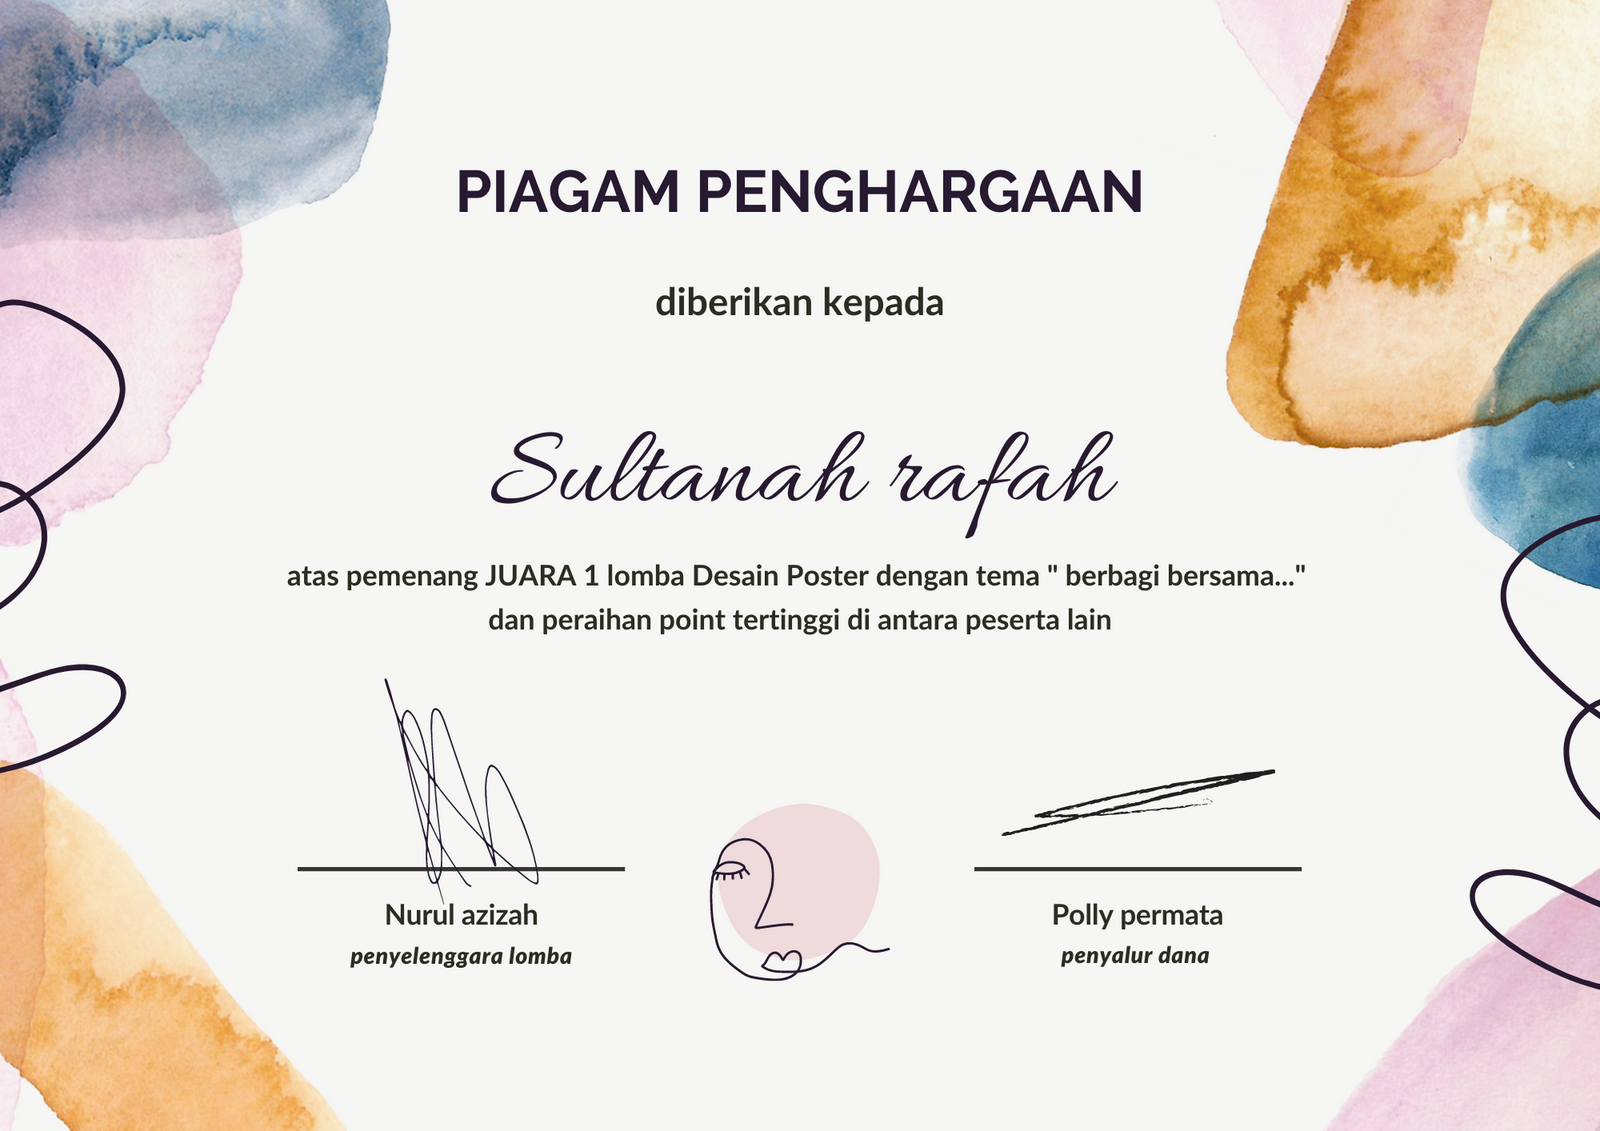 PIAGAM PENGHARGAAN
diberikan kepada
Sultanah rafah
atas pemenang JUARA 1 lomba Desain Poster dengan tema " berbagi bersama..."
dan peraihan point tertinggi di antara peserta lain
Nurul azizah
penyelenggara lomba
Polly permata
penyalur dana